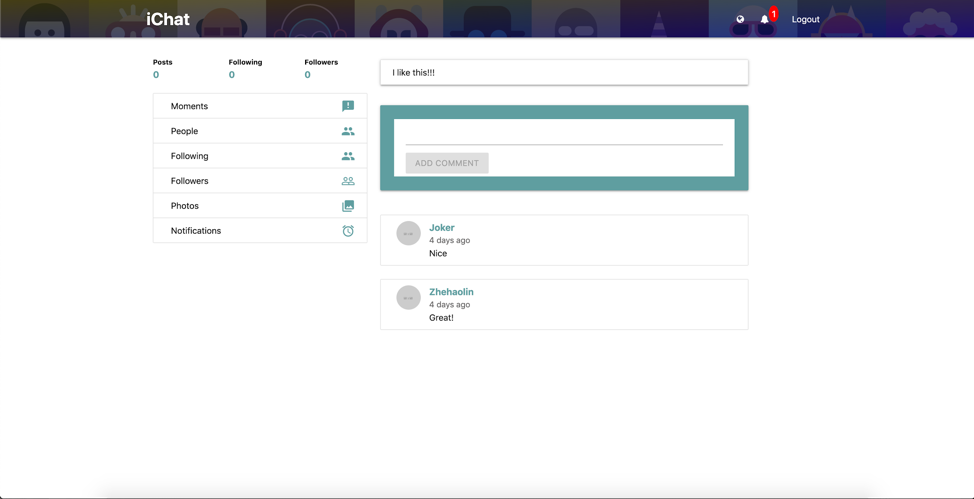 iChat
1
Logout
Posts
Following
Followers
0
0
0
Moments
People
Following
Followers
Photos
Notifications
I like this!!!
ADD COMMENT
Joker
4 days ago
Nice
Zhehaolin
4 days ago
Great!